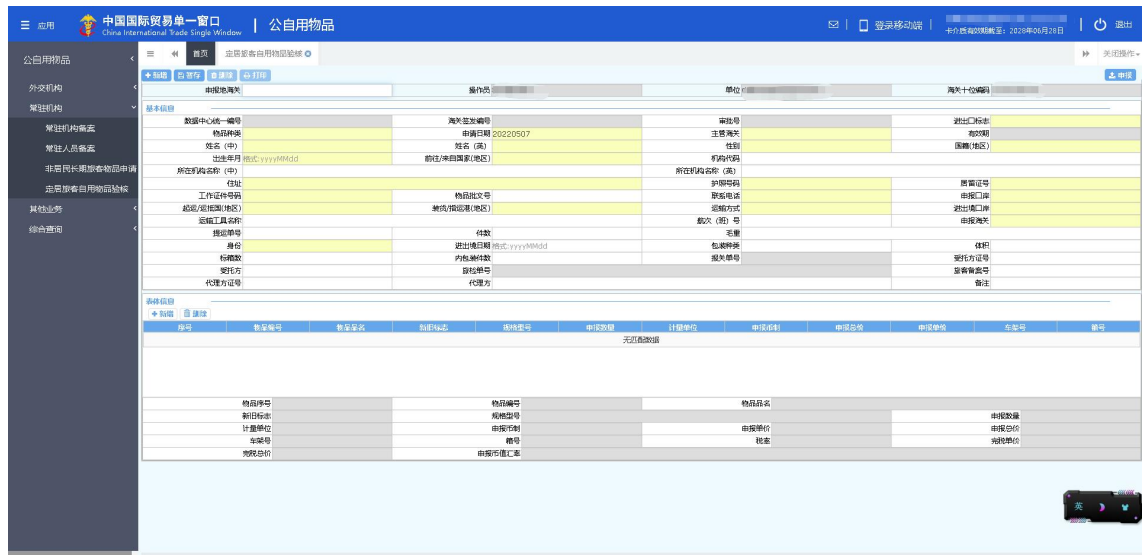 ☰ 应用 中国国际贸易单一窗口 | 公自用物品 登录移动端 | 卡介质有效期截至：2028年06月28日 | 退出
China International Trade Single Window
公自用物品 首页 定居旅客自用物品验核 关闭操作
+新增 暂存 删除 打印 申报
外交机构 申报地海关 操作员 单位 海关十位编码
常驻机构 基本信息
数据中心统一编号 海关签发编号 审批号 进出口标志
常驻机构备案 物品种类 申请日期 20220507 主管海关 有效期
常驻人员备案 姓名（中） 姓名（英） 性别 国籍(地区)
出生年月 格式:yyyyMMdd 前往/来自国家(地区) 机构代码
非居民长期旅客物品申请 所在机构名称（中） 所在机构名称（英）
定居旅客自用物品验核 住址 护照号码 居留证号
工作证件号码 物品批文号 联系电话 申报口岸
其他业务 起运/运抵国(地区) 装货/指运港(地区) 运输方式 进出境口岸
运输工具名称 航次（班）号 申报海关
综合查询 提运单号 件数 毛重
身份 进出境日期 格式:yyyyMMdd 包装种类 体积
标箱数 内包装件数 报关单号 受托方证号
受托方 旅检单号 旅客备案号
代理方证号 代理方 备注
表体信息
+新增 删除
序号 物品编号 物品品名 新旧标志 规格型号 申报数量 计量单位 申报币制 申报总价 申报单价 车架号 箱号
无匹配数据
物品序号 物品编号 物品品名
新旧标志 规格型号 申报数量
计量单位 申报币制 申报单价 申报总价
车架号 箱号 税率 完税单价
完税总价 申报币值汇率
英